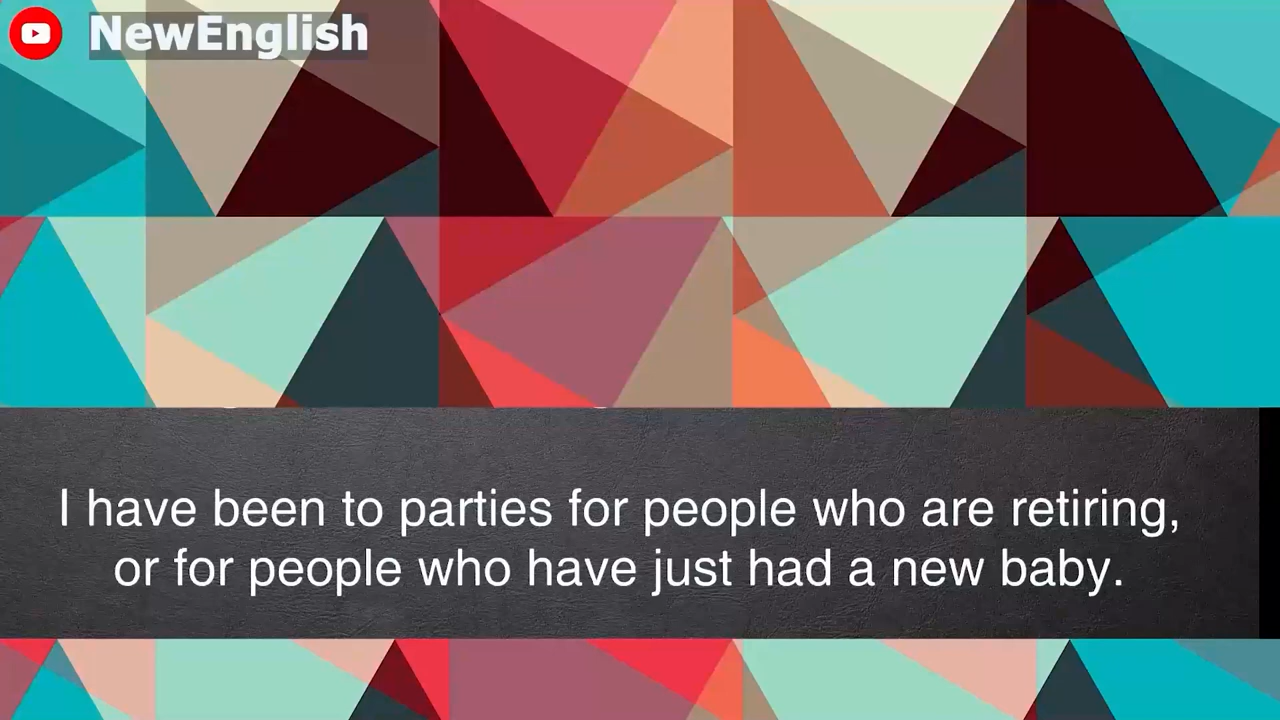 NewEnglish
I have been to parties for people who are retiring,
or for people who have just had a new baby.